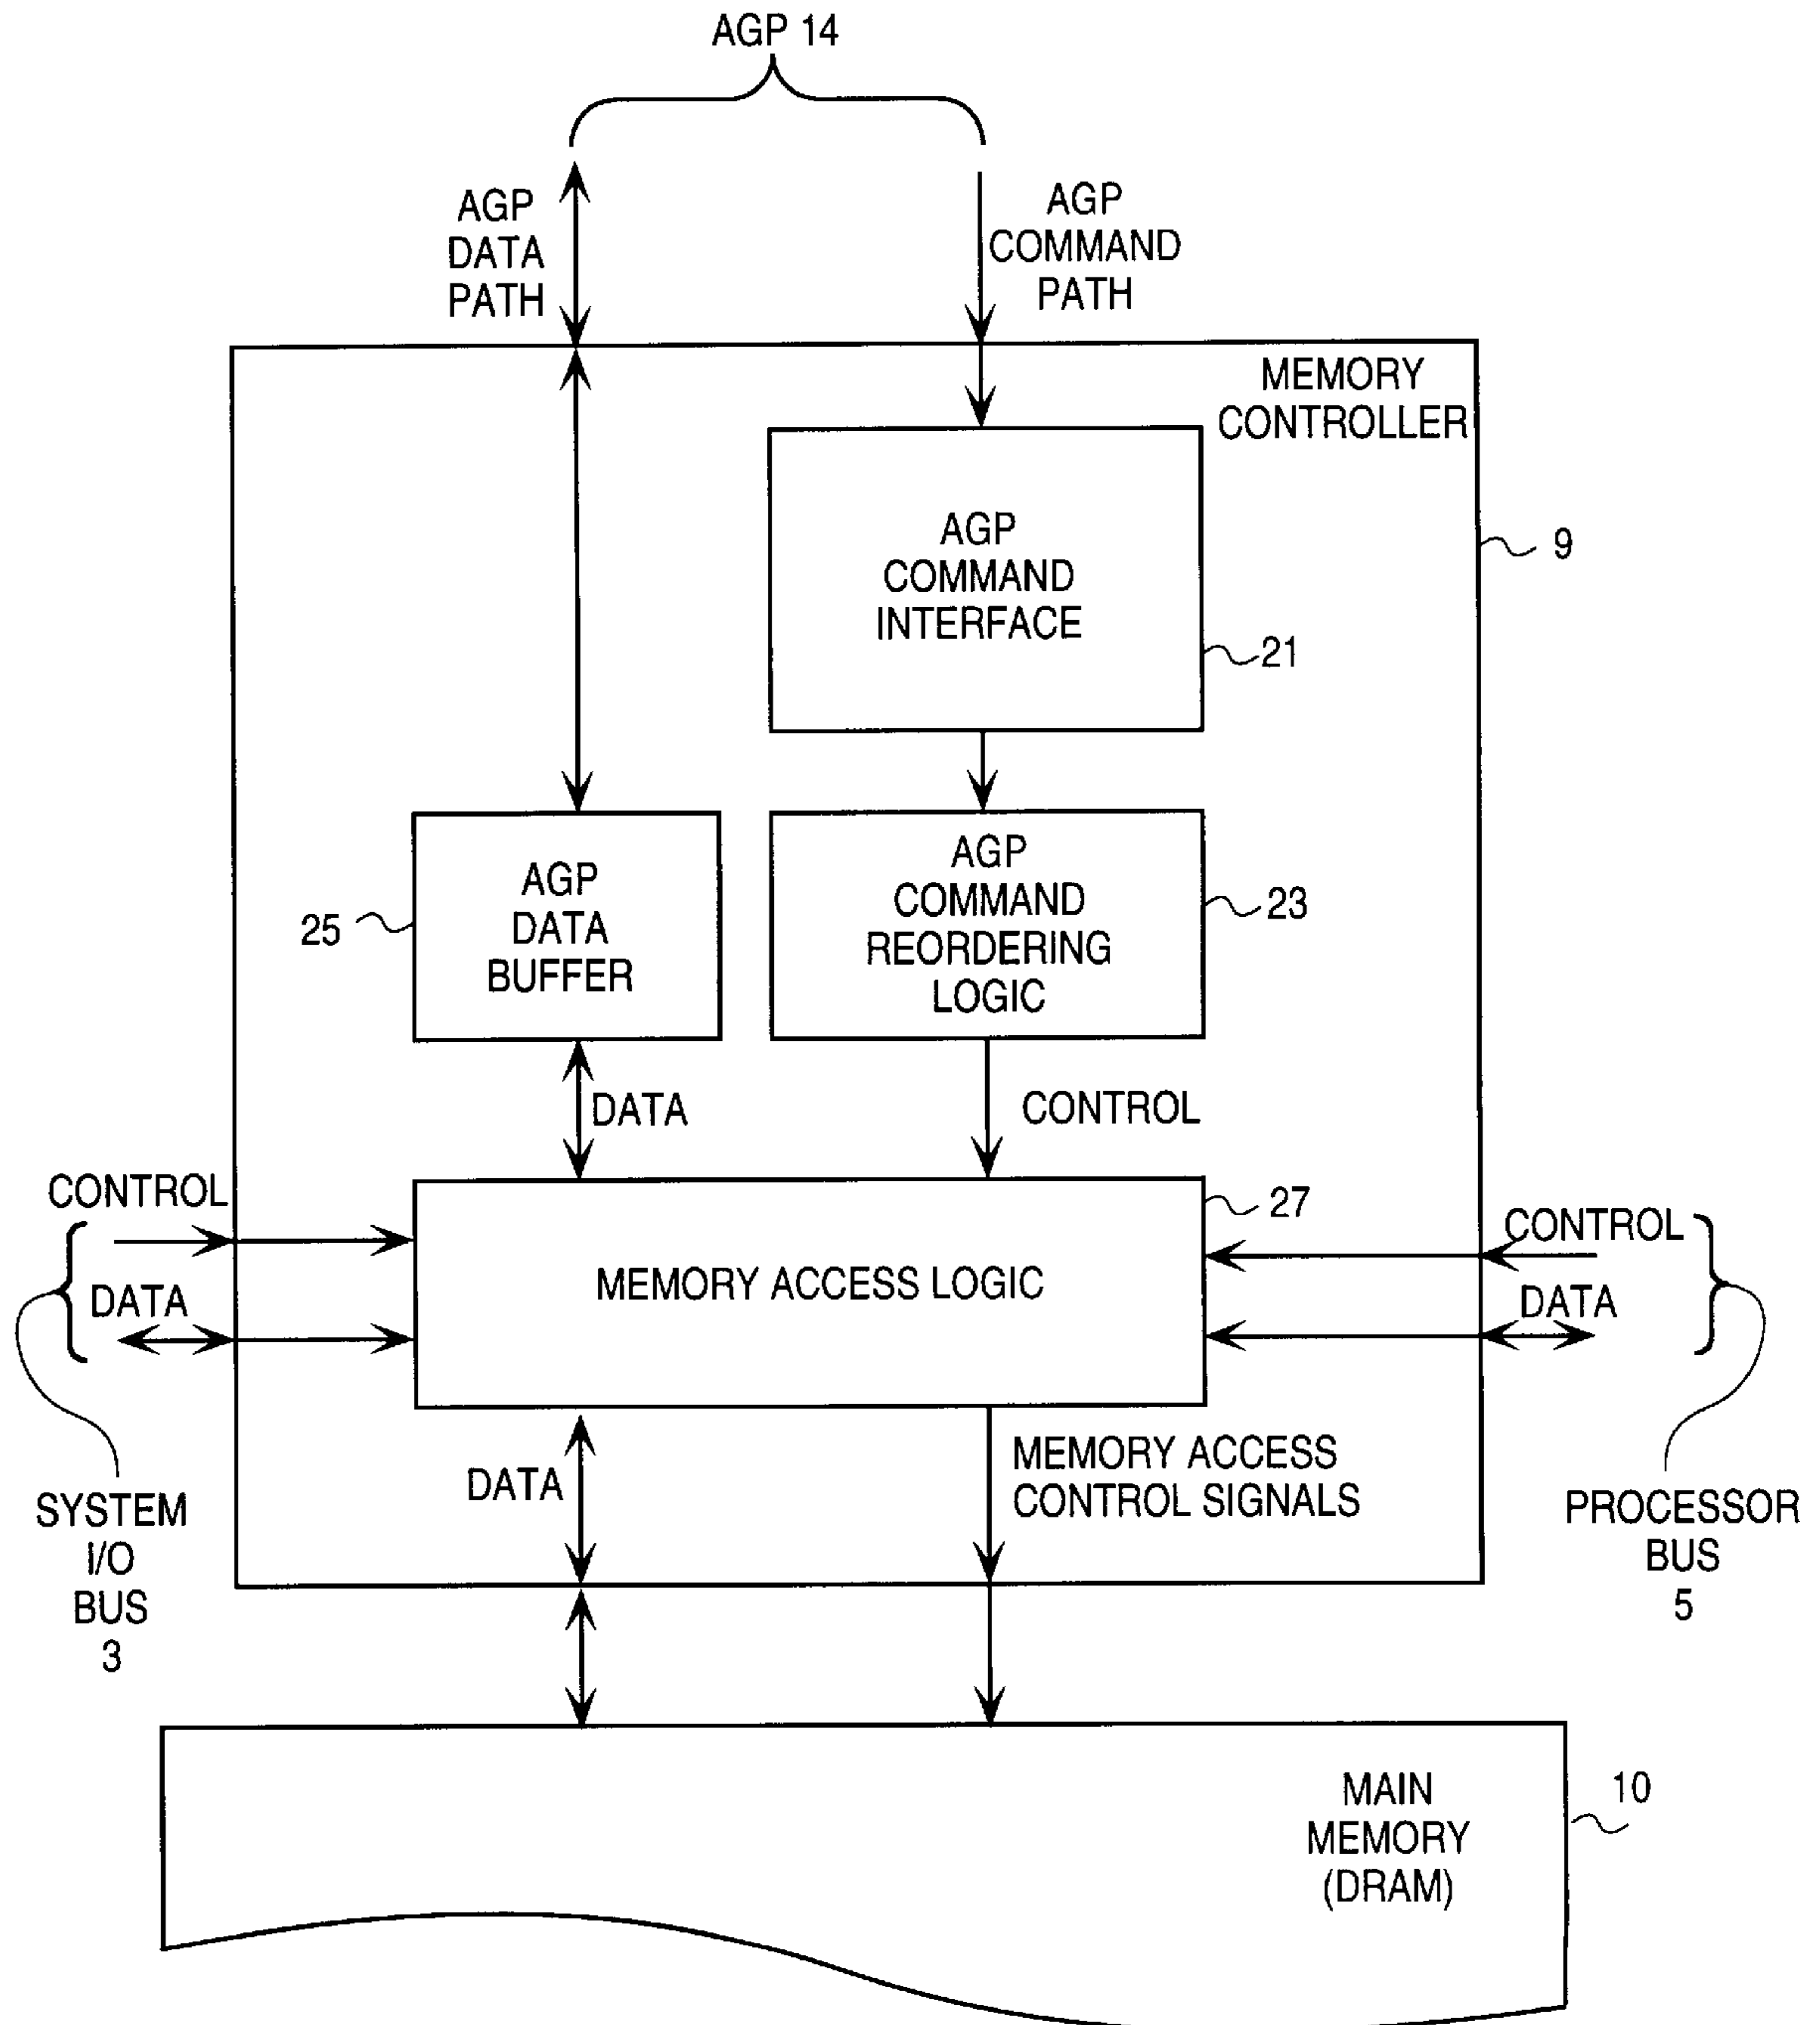 AGP 14
AGP
DATA
PATH
AGP
COMMAND
PATH
MEMORY
CONTROLLER
9
AGP
COMMAND
INTERFACE
21
AGP
DATA
BUFFER
25
AGP
COMMAND
REORDERING
LOGIC
23
DATA
CONTROL
CONTROL
DATA
MEMORY ACCESS LOGIC
27
CONTROL
DATA
DATA
MEMORY ACCESS
CONTROL SIGNALS
SYSTEM
I/O
BUS
3
PROCESSOR
BUS
5
MAIN
MEMORY
(DRAM)
10